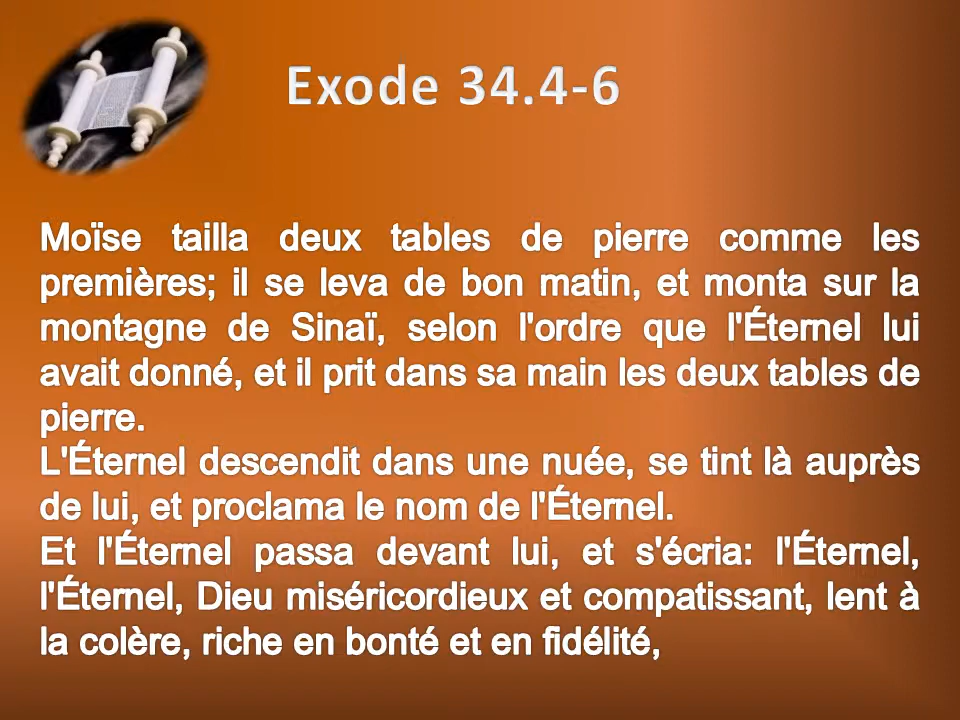 Exode 34.4-6
Moïse tailla deux tables de pierre comme les
premières; il se leva de bon matin, et monta sur la
montagne de Sinaï, selon l'ordre que l'Éternel lui
avait donné, et il prit dans sa main les deux tables de
pierre.
L'Éternel descendit dans une nuée, se tint là auprès
de lui, et proclama le nom de l'Éternel.
Et l'Éternel passa devant lui, et s'écria: l'Éternel,
l'Éternel, Dieu miséricordieux et compatissant, lent à
la colère, riche en bonté et en fidélité,